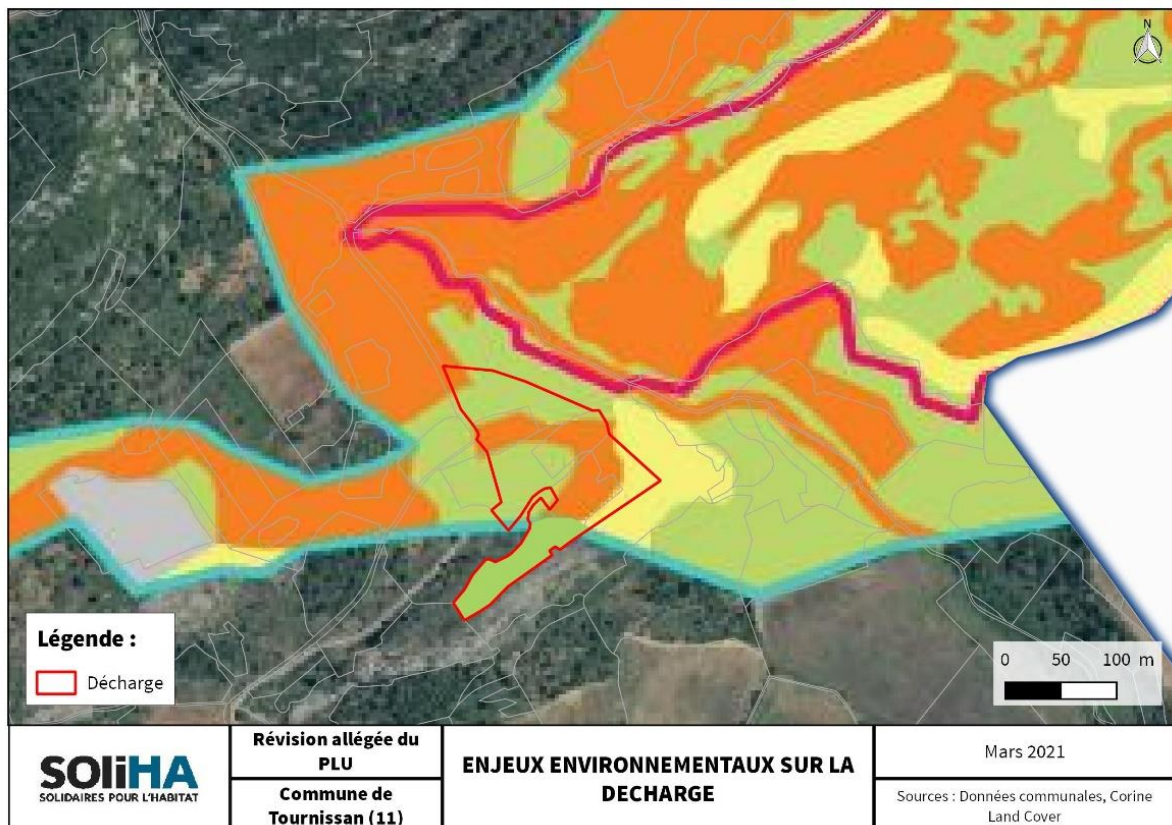 N
Légende :
Décharge
0 50 100 m
SOLiHA
SOLIDAIRES POUR L'HABITAT
Révision allégée du
PLU
Commune de
Tournissan (11)
ENJEUX ENVIRONNEMENTAUX SUR LA
DECHARGE
Mars 2021
Sources : Données communales, Corine
Land Cover